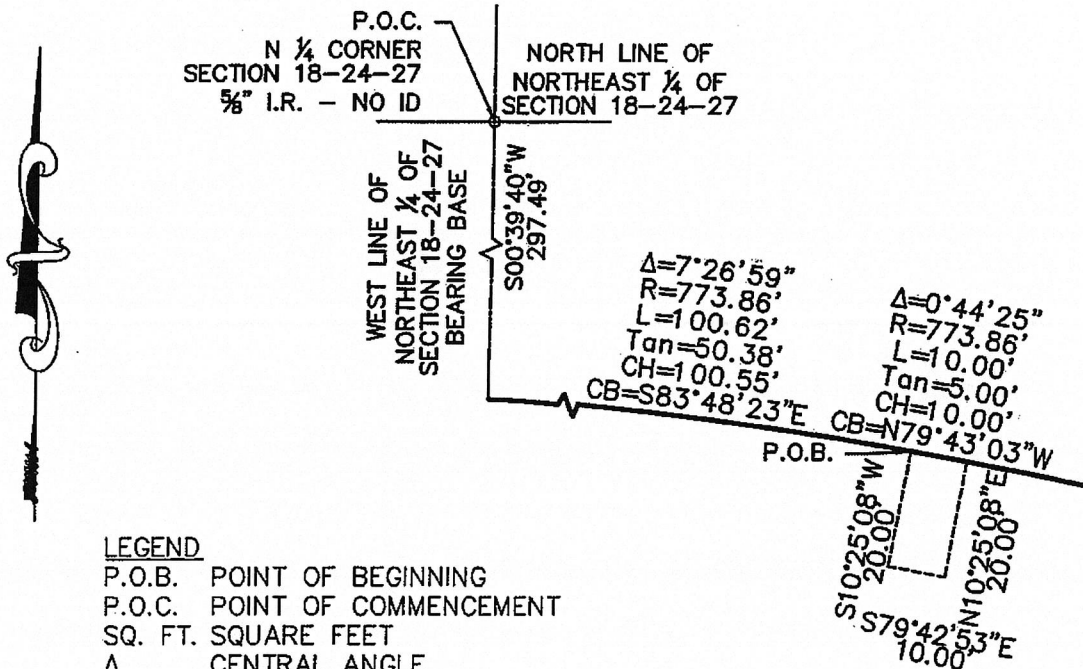 P.O.C.
N ¼ CORNER
SECTION 18-24-27
⅝" I.R. - NO ID
NORTH LINE OF
NORTHEAST ¼ OF
SECTION 18-24-27
WEST LINE OF
NORTHEAST ¼ OF
SECTION 18-24-27
BEARING BASE
S00°39'40"W
297.49'
Δ=7°26'59"
R=773.86'
L=100.62'
Tan=50.38'
CH=100.55'
CB=S83°48'23"E
Δ=0°44'25"
R=773.86'
L=10.00'
Tan=5.00'
CH=10.00'
CB=N79°43'03"W
P.O.B.
S10°25'08"W
20.00'
N10°25'08"E
20.00'
S79°42'53"E
10.00'
LEGEND
P.O.B. POINT OF BEGINNING
P.O.C. POINT OF COMMENCEMENT
SQ. FT. SQUARE FEET
Δ CENTRAL ANGLE